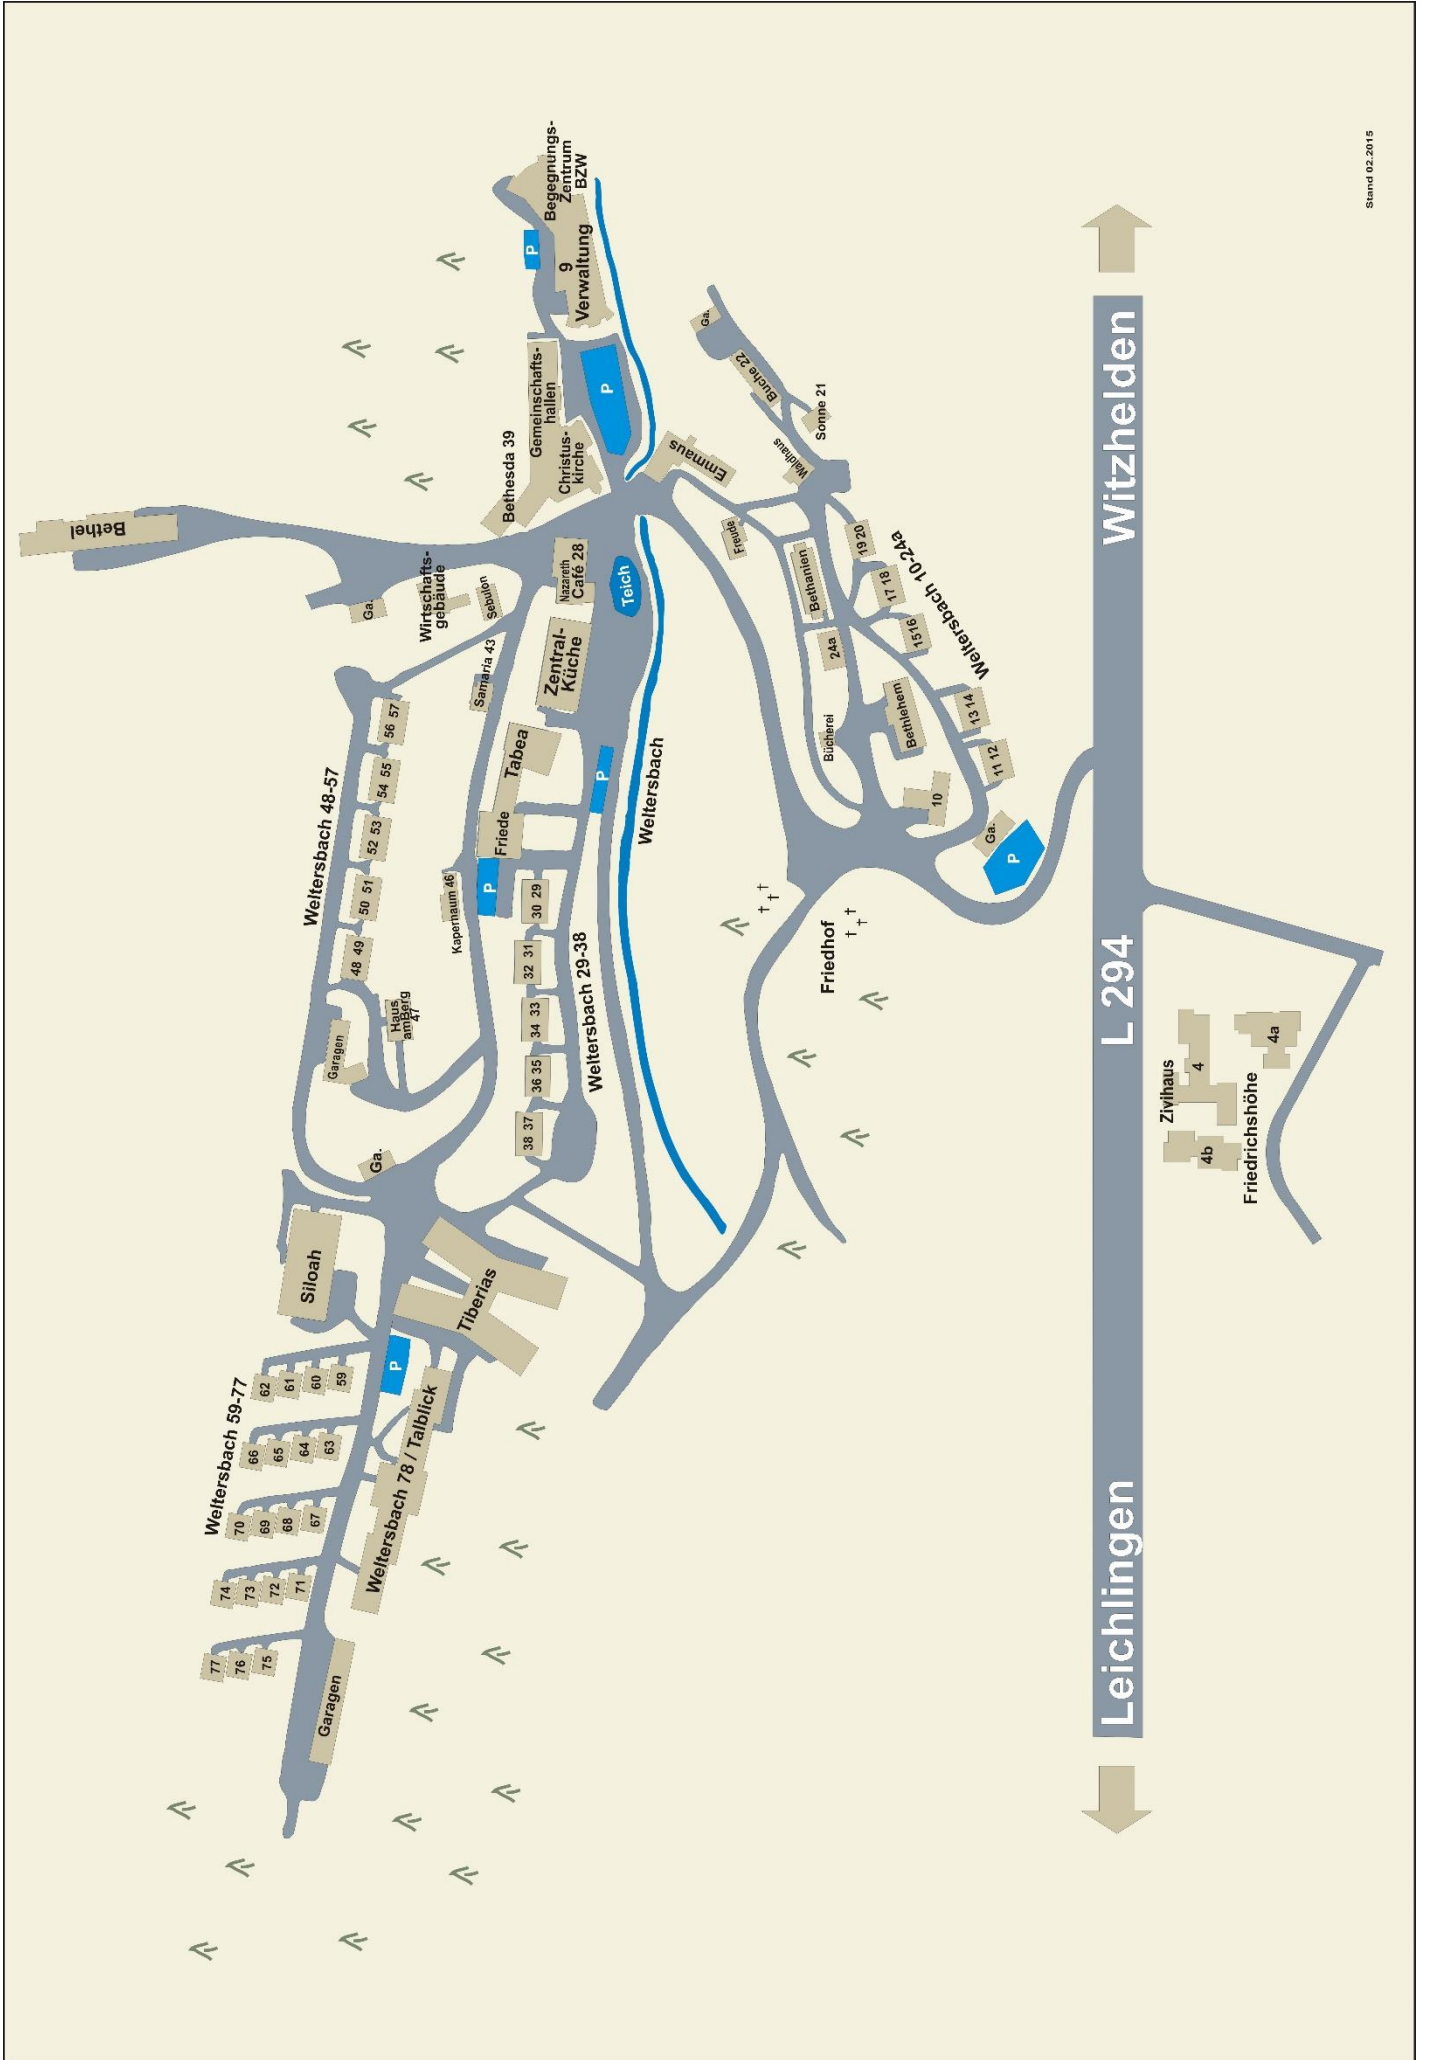 Stand 02.2015
Begegnungs-
Zentrum
BZW
P
9
Verwaltung
Gemeinschafts-
hallen
P
Bethesda 39
Christus-
kirche
Bethel
Ga.
Wirtschafts-
gebäude
Sebulon
Nazareth
Café 28
Teich
Emmaus
Ga.
Buche 22
Sonne 21
Waldhaus
Freude
Bethanien
24a
Bücherei
Bethlehem
10
19 20
17 18
1516
13 14
11 12
Weltersbach 10-24a
Ga.
P
Samaria 43
Zentral-
Küche
Tabea
Friede
P
P
Kapernaum 46
Weltersbach
Weltersbach 48-57
56 57
54 55
52 53
50 51
48 49
Haus
amBerg
47
Garagen
Ga.
30 29
32 31
34 33
36 35
38 37
Weltersbach 29-38
Friedhof
Siloah
Tiberias
P
Weltersbach 78 / Talblick
Weltersbach 59-77
62
61
60
59
66
65
64
63
70
69
68
67
74
73
72
71
77
76
75
Garagen
Witzhelden
L 294
Leichlingen
Zivihaus
4
4a
4b
Friedrichshöhe